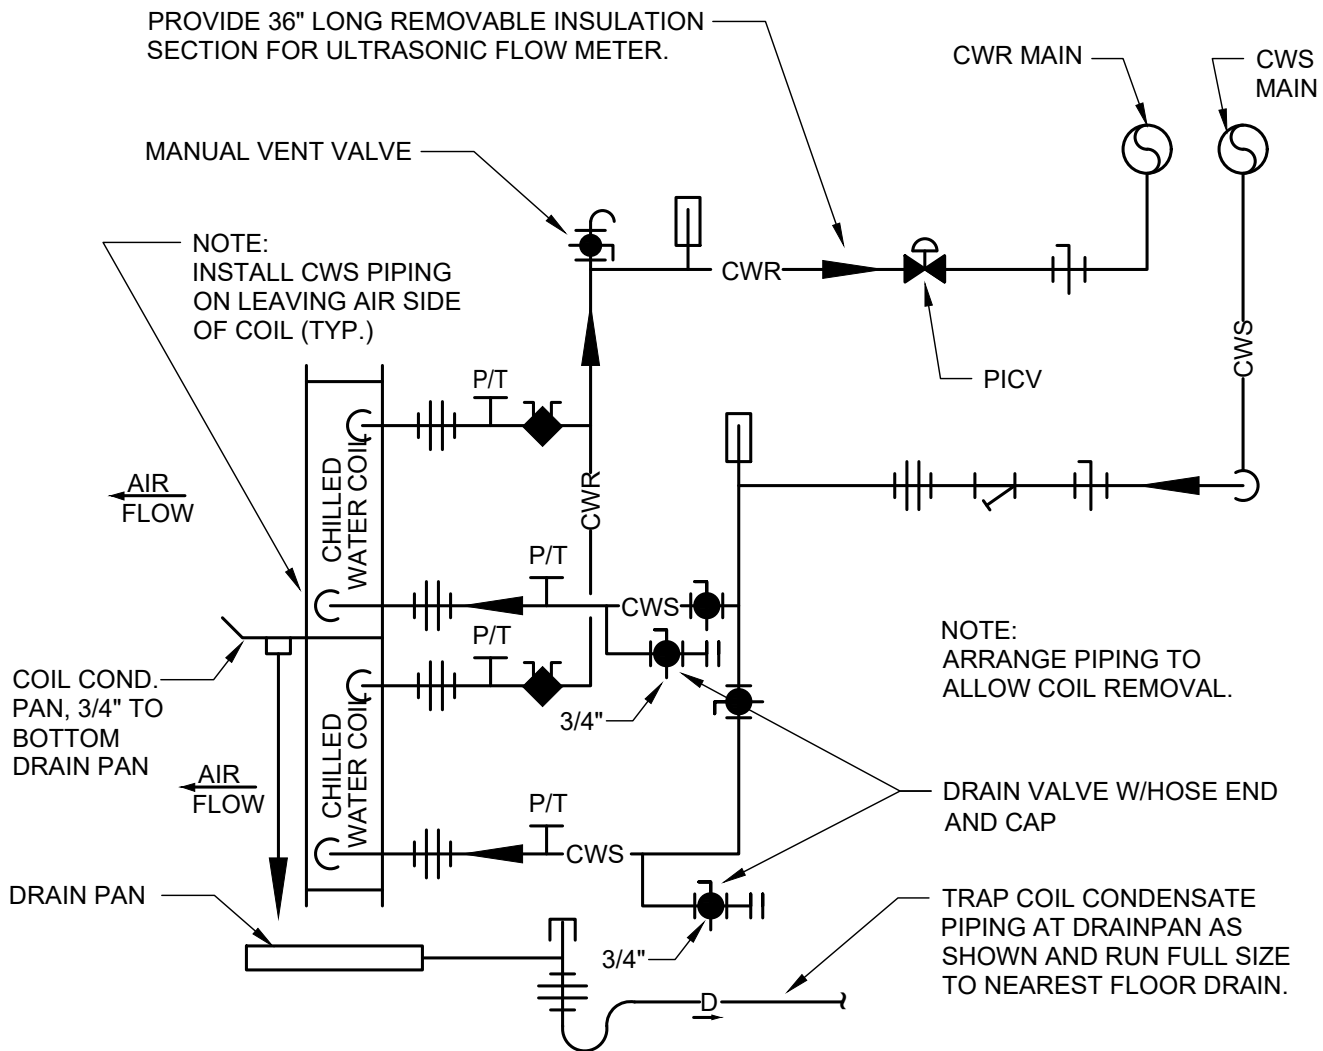 PROVIDE 36" LONG REMOVABLE INSULATION
SECTION FOR ULTRASONIC FLOW METER.
CWR MAIN
CWS
MAIN
MANUAL VENT VALVE
NOTE:
INSTALL CWS PIPING
ON LEAVING AIR SIDE
OF COIL (TYP.)
CWR
PICV
CWS
P/T
CHILLED
WATER COIL
AIR
FLOW
CWR
P/T
CWS
P/T
NOTE:
ARRANGE PIPING TO
ALLOW COIL REMOVAL.
COIL COND.
PAN, 3/4" TO
BOTTOM
DRAIN PAN
3/4"
CHILLED
WATER COIL
AIR
FLOW
P/T
CWS
DRAIN VALVE W/HOSE END
AND CAP
DRAIN PAN
3/4"
TRAP COIL CONDENSATE
PIPING AT DRAINPAN AS
SHOWN AND RUN FULL SIZE
TO NEAREST FLOOR DRAIN.
D